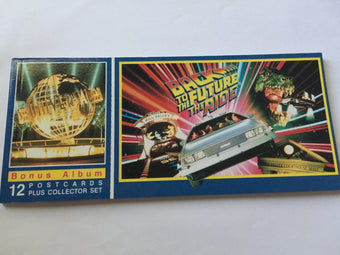 BACK
TO THE
FUTURE
THE
RIDE
Bonus Album
12 POSTCARDS
PLUS COLLECTOR SET